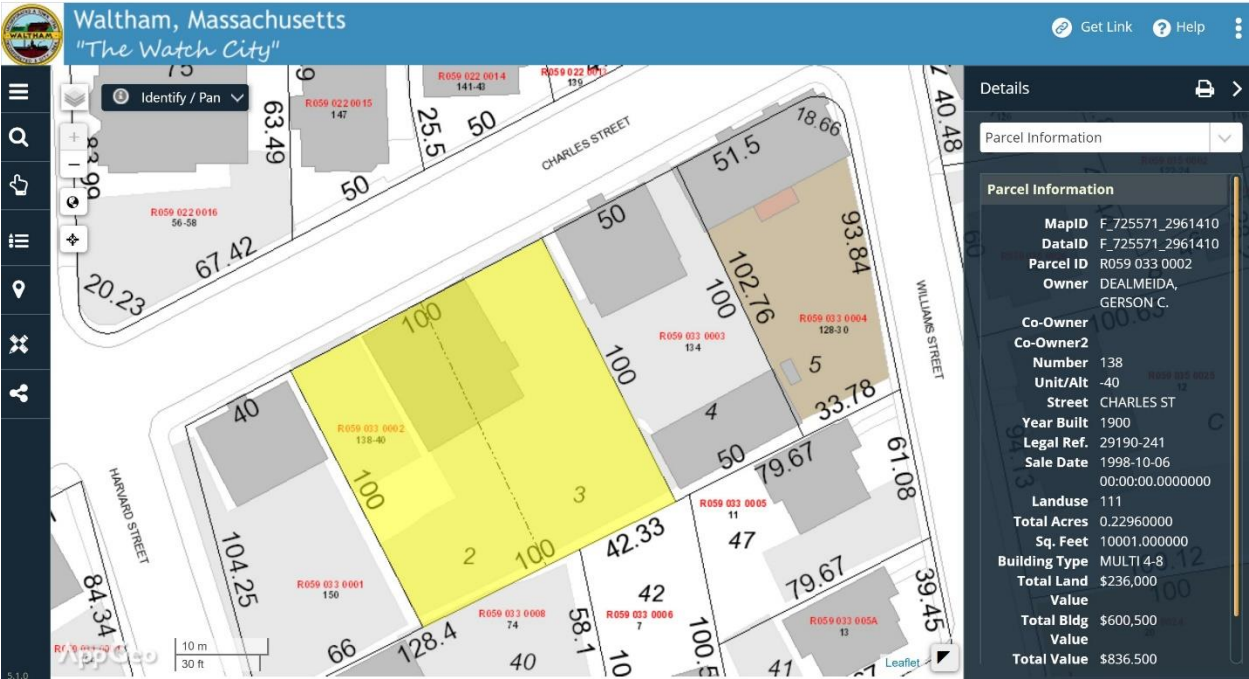 Waltham, Massachusetts
"The Watch City"
Get Link
Help
Identify / Pan
75
83.99
63.49
R059 022 0015
147
25.5
50
R059 022 0014
141-43
139
50
CHARLES STREET
R059 022 0016
56-58
67.42
20.23
18.66
51.5
40.48
93.84
WILLIAMS STREET
50
100
102.76
R059 033 0003
134
R059 033 0004
128-30
5
33.78
4
50
100
R059 033 0002
138-40
100
100
3
2
100
40
HARVARD STREET
104.25
R059 033 0001
150
66
84.34
128.4
R059 033 0008
74
40
58.1
42.33
42
R059 033 0006
7
100.5
79.67
R059 033 0005
11
47
61.08
79.67
R059 033 005A
13
41
39.45
10 m
30 ft
AppGeo
Leaflet
5.1.0
Details
Parcel Information
Parcel Information
MapID F_725571_2961410
DataID F_725571_2961410
Parcel ID R059 033 0002
Owner DEALMEIDA,
GERSON C.
Co-Owner
Co-Owner2
Number 138
Unit/Alt -40
Street CHARLES ST
Year Built 1900
Legal Ref. 29190-241
Sale Date 1998-10-06
00:00:00.0000000
Landuse 111
Total Acres 0.22960000
Sq. Feet 10001.000000
Building Type MULTI 4-8
Total Land $236,000
Value
Total Bldg $600,500
Value
Total Value $836.500